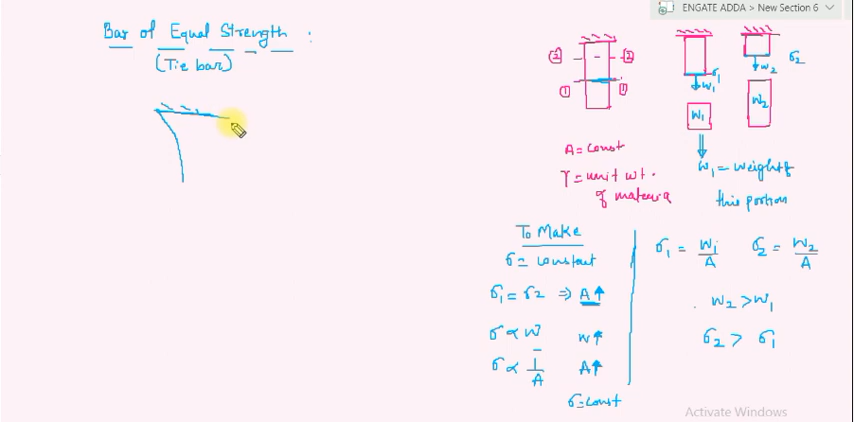 ENGATE ADDA > New Section 6
Bar of Equal Strength :
(Tie bar)
② ②
① ①
σ1
W1
W1
W2
σ2
W2
A = const
γ = unit wt.
of materia
W1 = weight of
this portion
To Make
σ = constant
σ1 = σ2 ⇒ A↑
σ ∝ W W↑
σ ∝ 1/A A↑
σ = const
σ1 = W1/A σ2 = W2/A
W2 > W1
σ2 > σ1
Activate Windows